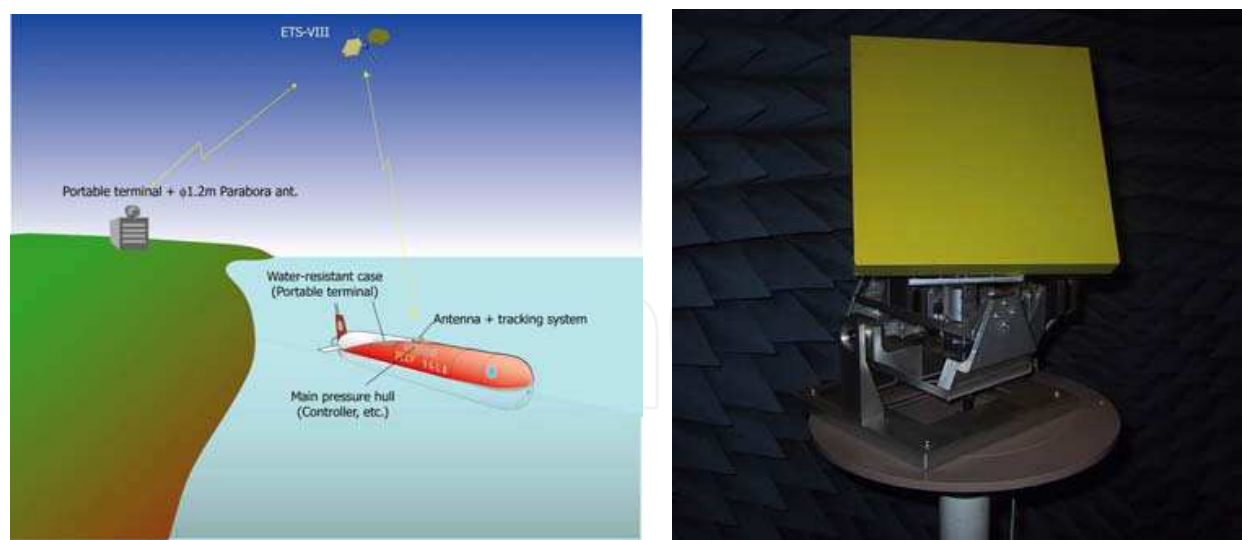 ETS-VIII
Portable terminal + φ1.2m Parabora ant.
Water-resistant case
(Portable terminal)
Antenna + tracking system
Main pressure hull
(Controller, etc.)